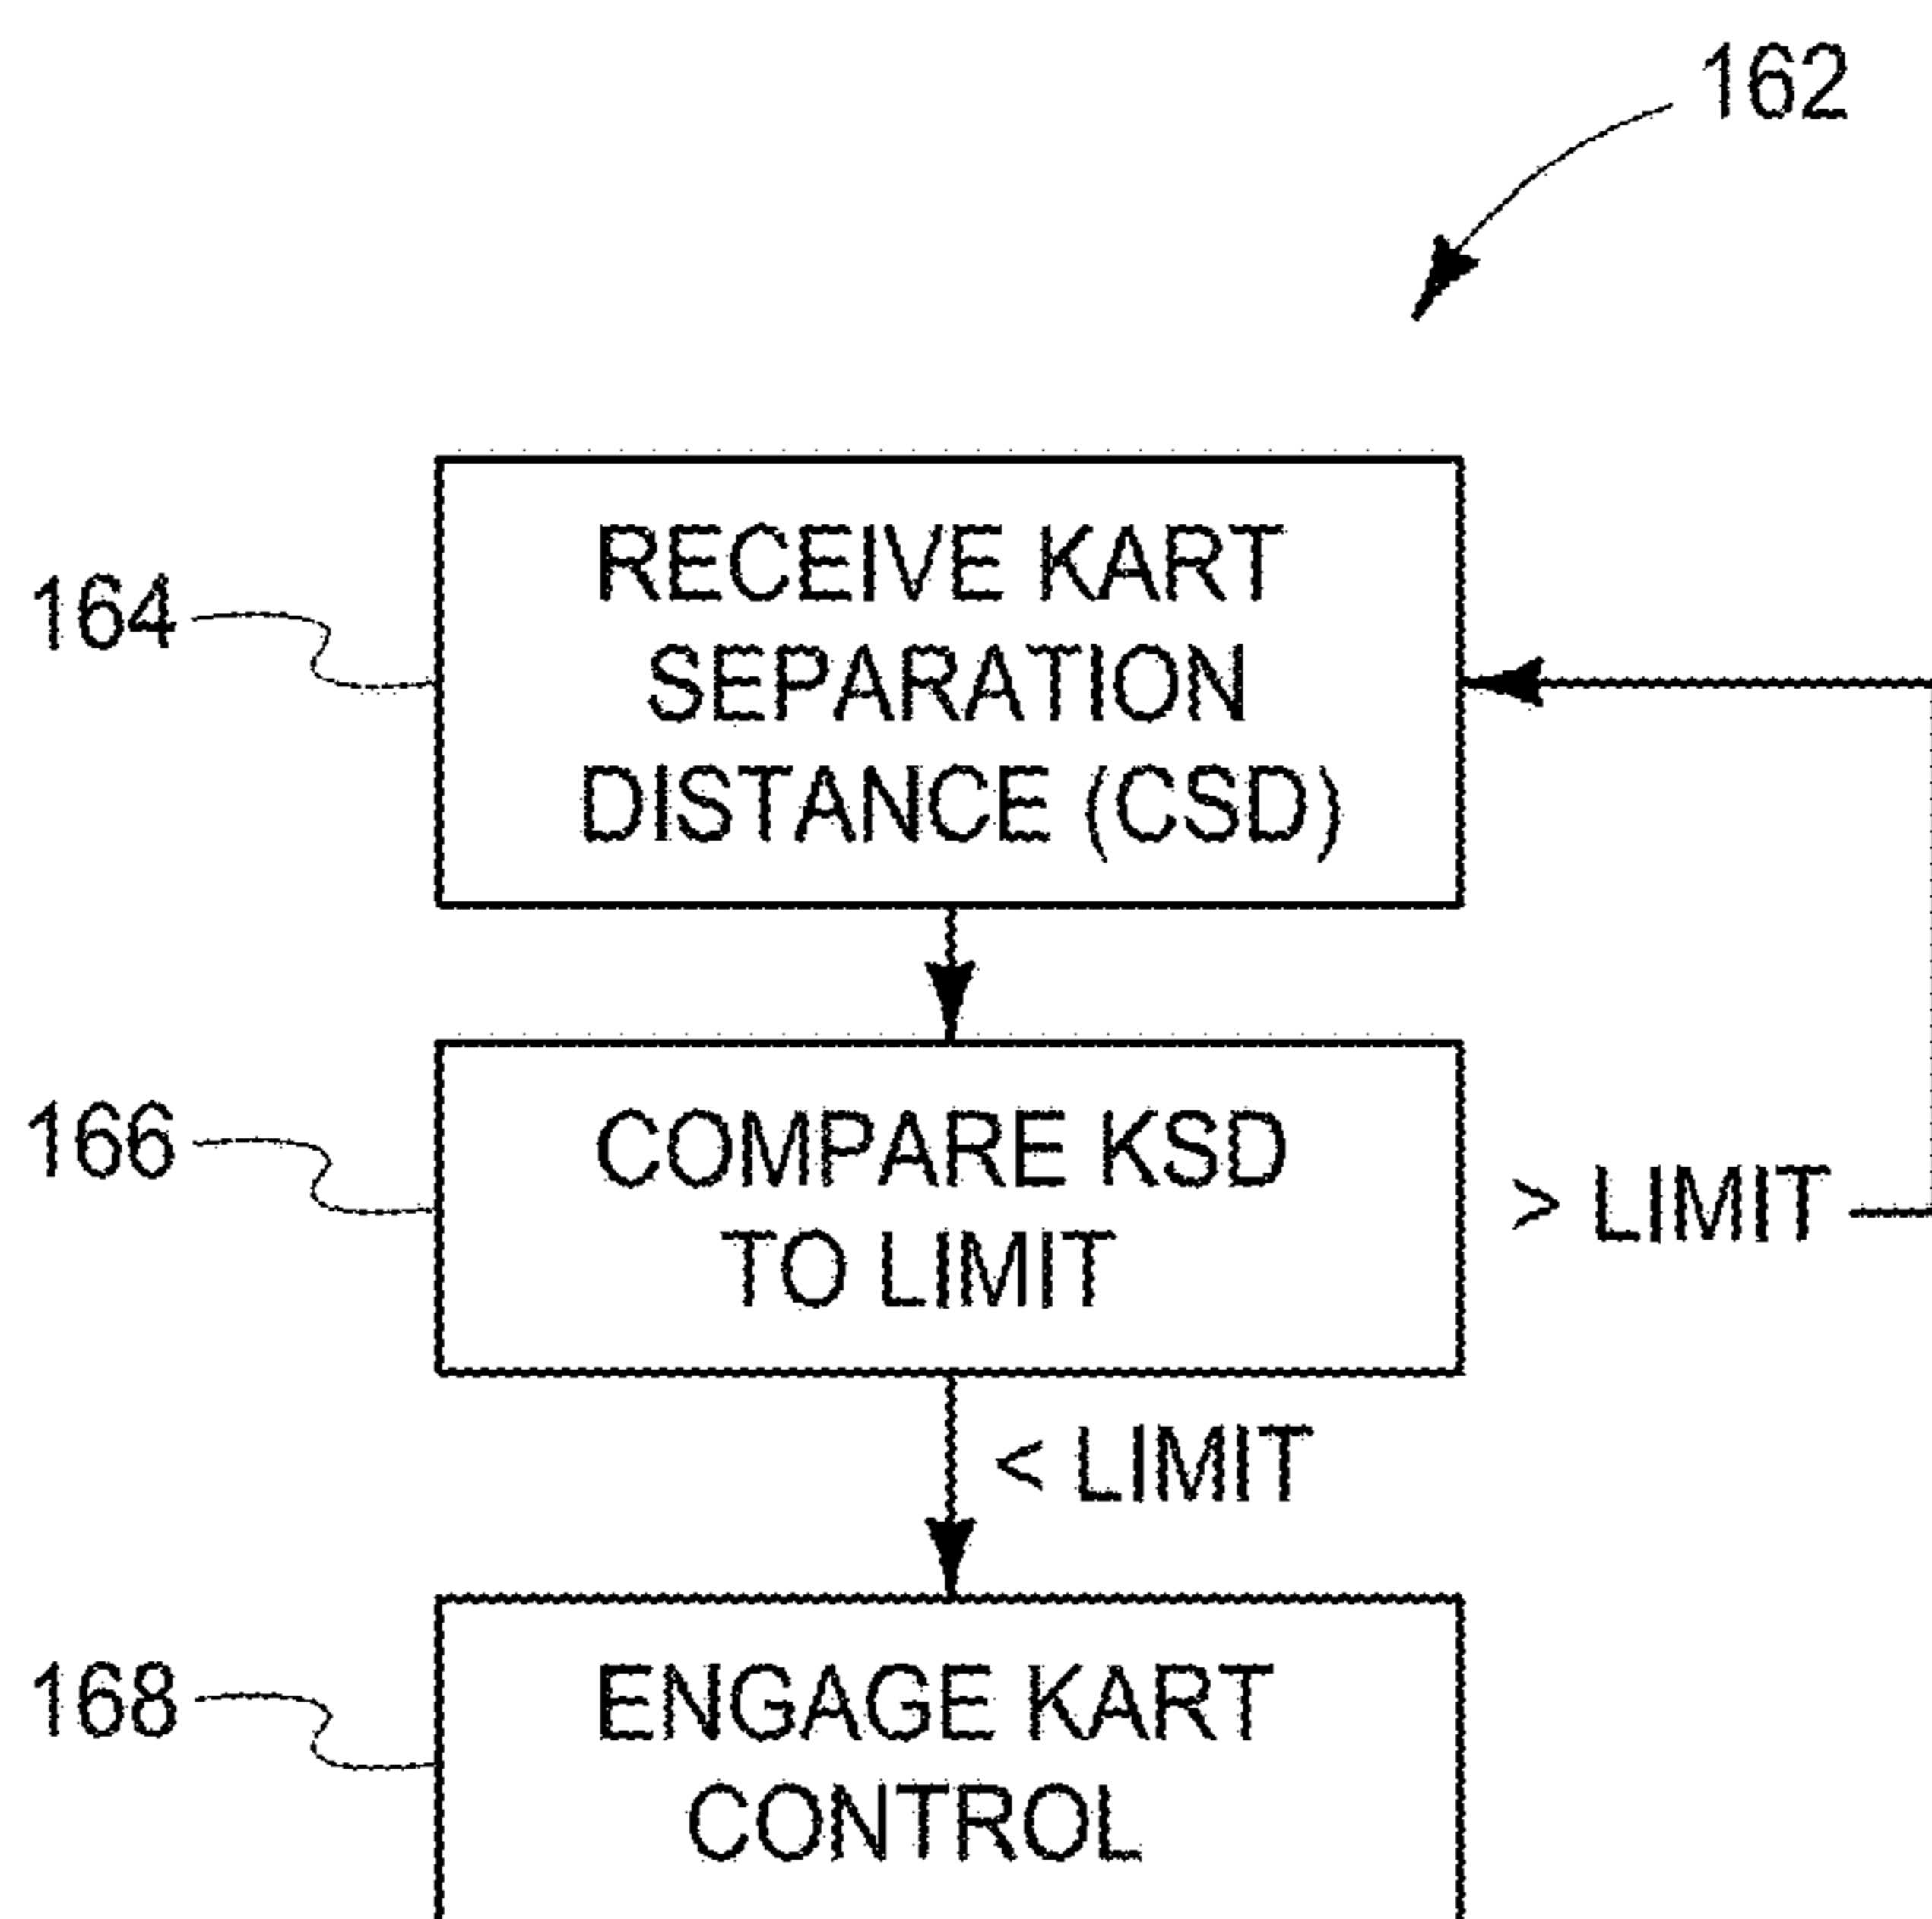 162
164
RECEIVE KART
SEPARATION
DISTANCE (CSD)
166
COMPARE KSD
TO LIMIT
> LIMIT
< LIMIT
168
ENGAGE KART
CONTROL